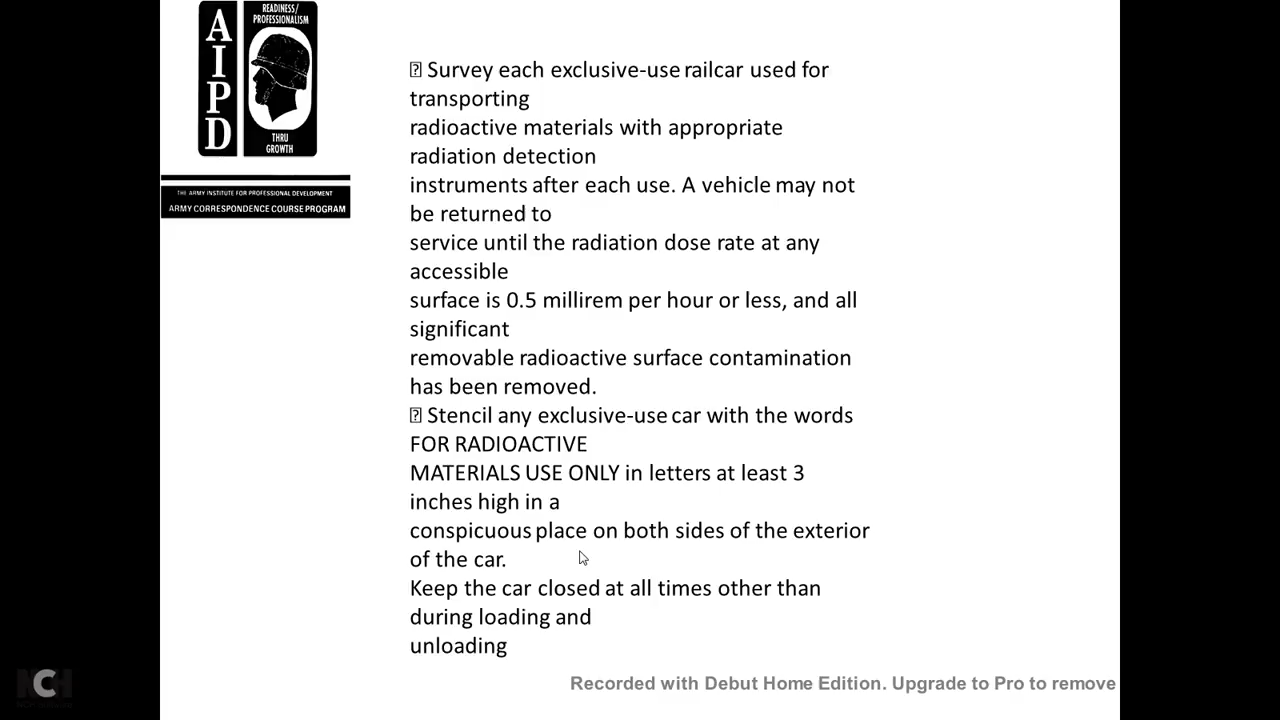 A
I
P
D
READINESS/
PROFESSIONALISM
THRU
GROWTH
THE ARMY INSTITUTE FOR PROFESSIONAL DEVELOPMENT
ARMY CORRESPONDENCE COURSE PROGRAM
Survey each exclusive-use railcar used for
transporting
radioactive materials with appropriate
radiation detection
instruments after each use. A vehicle may not
be returned to
service until the radiation dose rate at any
accessible
surface is 0.5 millirem per hour or less, and all
significant
removable radioactive surface contamination
has been removed.
Stencil any exclusive-use car with the words
FOR RADIOACTIVE
MATERIALS USE ONLY in letters at least 3
inches high in a
conspicuous place on both sides of the exterior
of the car.
Keep the car closed at all times other than
during loading and
unloading
NCH
Recorded with Debut Home Edition. Upgrade to Pro to remove